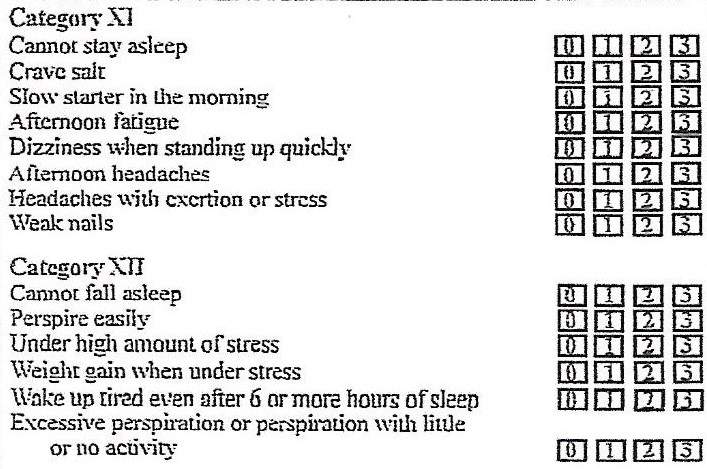 Category XI
Cannot stay asleep 0 1 2 3
Crave salt 0 1 2 3
Slow starter in the morning 0 1 2 3
Afternoon fatigue 0 1 2 3
Dizziness when standing up quickly 0 1 2 3
Afternoon headaches 0 1 2 3
Headaches with exertion or stress 0 1 2 3
Weak nails 0 1 2 3
Category XII
Cannot fall asleep 0 1 2 3
Perspire easily 0 1 2 3
Under high amount of stress 0 1 2 3
Weight gain when under stress 0 1 2 3
Wake up tired even after 6 or more hours of sleep 0 1 2 3
Excessive perspiration or perspiration with little
or no activity 0 1 2 3